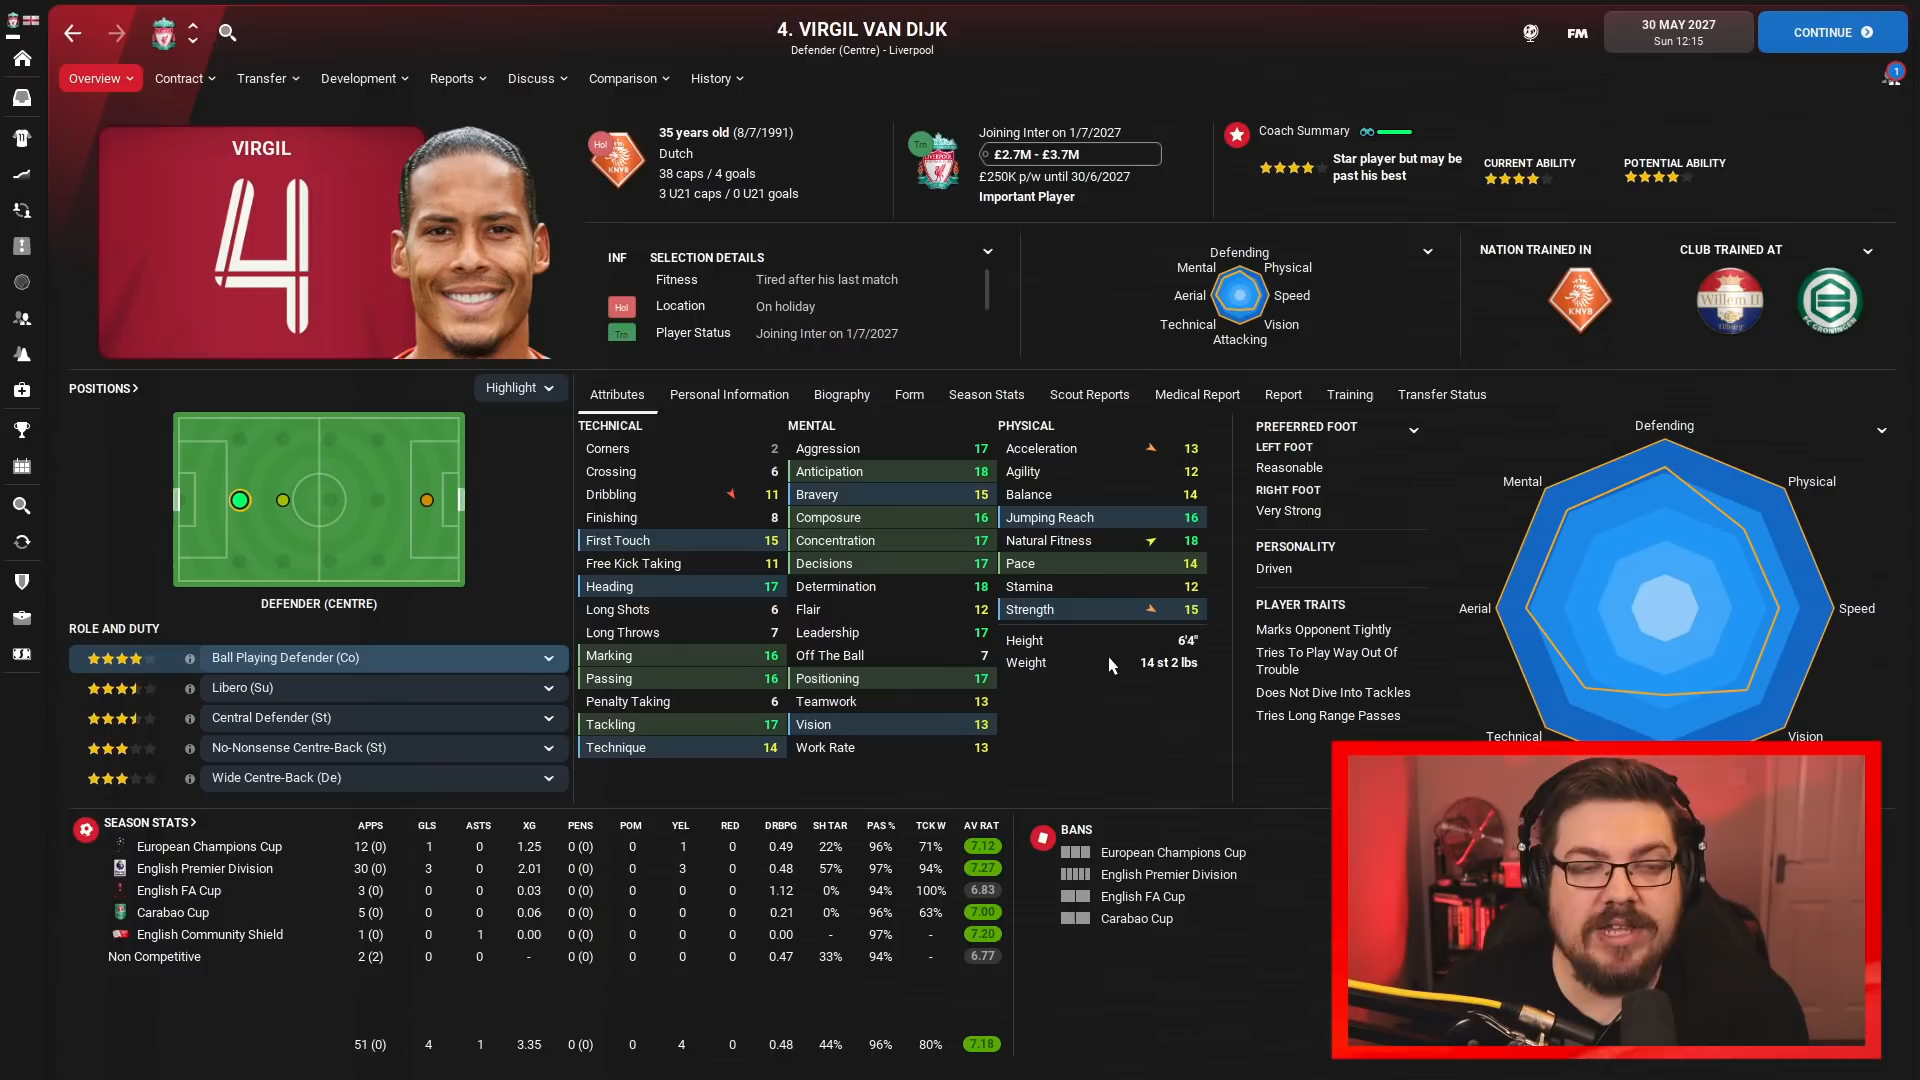 4. VIRGIL VAN DIJK
Defender (Centre) - Liverpool
FM
30 MAY 2027
Sun 12:15
CONTINUE
Overview
Contract
Transfer
Development
Reports
Discuss
Comparison
History
1
VIRGIL
4
Hol
35 years old (8/7/1991)
Dutch
38 caps / 4 goals
3 U21 caps / 0 U21 goals
Trn
Joining Inter on 1/7/2027
£2.7M - £3.7M
£250K p/w until 30/6/2027
Important Player
Coach Summary
Star player but may be
past his best
CURRENT ABILITY
POTENTIAL ABILITY
INF
SELECTION DETAILS
Fitness
Tired after his last match
Hol
Location
On holiday
Trn
Player Status
Joining Inter on 1/7/2027
Defending
Mental
Physical
Aerial
Speed
Technical
Vision
Attacking
NATION TRAINED IN
KNVB
CLUB TRAINED AT
Willem II
Tilburg
FC GRONINGEN
POSITIONS
Highlight
DEFENDER (CENTRE)
ROLE AND DUTY
Ball Playing Defender (Co)
Libero (Su)
Central Defender (St)
No-Nonsense Centre-Back (St)
Wide Centre-Back (De)
Attributes
Personal Information
Biography
Form
Season Stats
Scout Reports
Medical Report
Report
Training
Transfer Status
TECHNICAL
Corners 2
Crossing 6
Dribbling 11
Finishing 8
First Touch 15
Free Kick Taking 11
Heading 17
Long Shots 6
Long Throws 7
Marking 16
Passing 16
Penalty Taking 6
Tackling 17
Technique 14
MENTAL
Aggression 17
Anticipation 18
Bravery 15
Composure 16
Concentration 17
Decisions 17
Determination 18
Flair 12
Leadership 17
Off The Ball 7
Positioning 17
Teamwork 13
Vision 13
Work Rate 13
PHYSICAL
Acceleration 13
Agility 12
Balance 14
Jumping Reach 16
Natural Fitness 18
Pace 14
Stamina 12
Strength 15
Height 6'4"
Weight 14 st 2 lbs
PREFERRED FOOT
LEFT FOOT
Reasonable
RIGHT FOOT
Very Strong
PERSONALITY
Driven
PLAYER TRAITS
Marks Opponent Tightly
Tries To Play Way Out Of
Trouble
Does Not Dive Into Tackles
Tries Long Range Passes
Defending
Mental
Physical
Aerial
Speed
Technical
Vision
SEASON STATS APPS GLS ASTS XG PENS POM YEL RED DRBPG SH TAR PAS % TCK W AV RAT
European Champions Cup 12 (0) 1 0 1.25 0 (0) 0 1 0 0.49 22% 96% 71% 7.12
English Premier Division 30 (0) 3 0 2.01 0 (0) 0 3 0 0.48 57% 97% 94% 7.27
English FA Cup 3 (0) 0 0 0.03 0 (0) 0 0 0 1.12 0% 94% 100% 6.83
Carabao Cup 5 (0) 0 0 0.06 0 (0) 0 0 0 0.21 0% 96% 63% 7.00
English Community Shield 1 (0) 0 1 0.00 0 (0) 0 0 0 0.00 - 97% - 7.20
Non Competitive 2 (2) 0 0 - 0 (0) 0 0 0 0.47 33% 94% - 6.77
51 (0) 4 1 3.35 0 (0) 0 4 0 0.48 44% 96% 80% 7.18
BANS
European Champions Cup
English Premier Division
English FA Cup
Carabao Cup